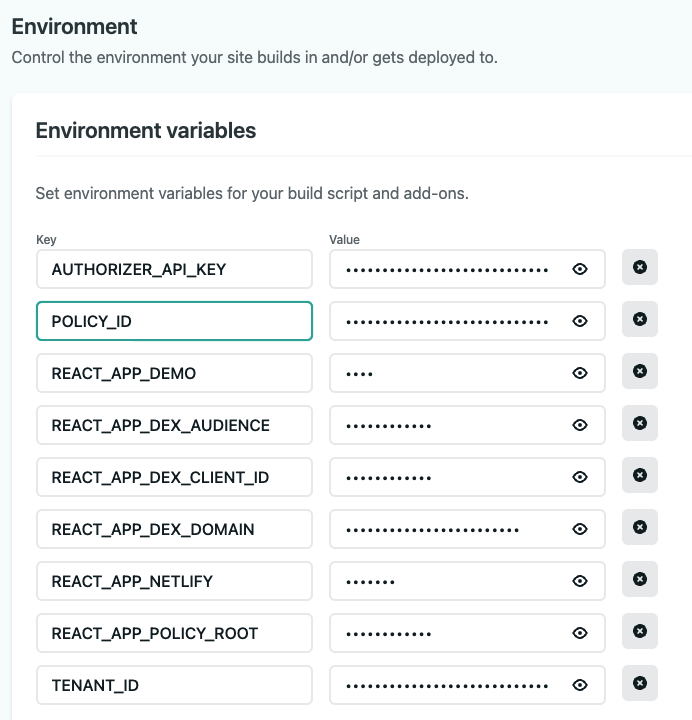 Environment
Control the environment your site builds in and/or gets deployed to.
Environment variables
Set environment variables for your build script and add-ons.
Key Value
AUTHORIZER_API_KEY ••••••••••••••••••••••••••••
POLICY_ID ••••••••••••••••••••••••••••
REACT_APP_DEMO ••••
REACT_APP_DEX_AUDIENCE ••••••••••••
REACT_APP_DEX_CLIENT_ID ••••••••••••
REACT_APP_DEX_DOMAIN ••••••••••••••••••••••••
REACT_APP_NETLIFY •••••••
REACT_APP_POLICY_ROOT ••••••••••••
TENANT_ID ••••••••••••••••••••••••••••